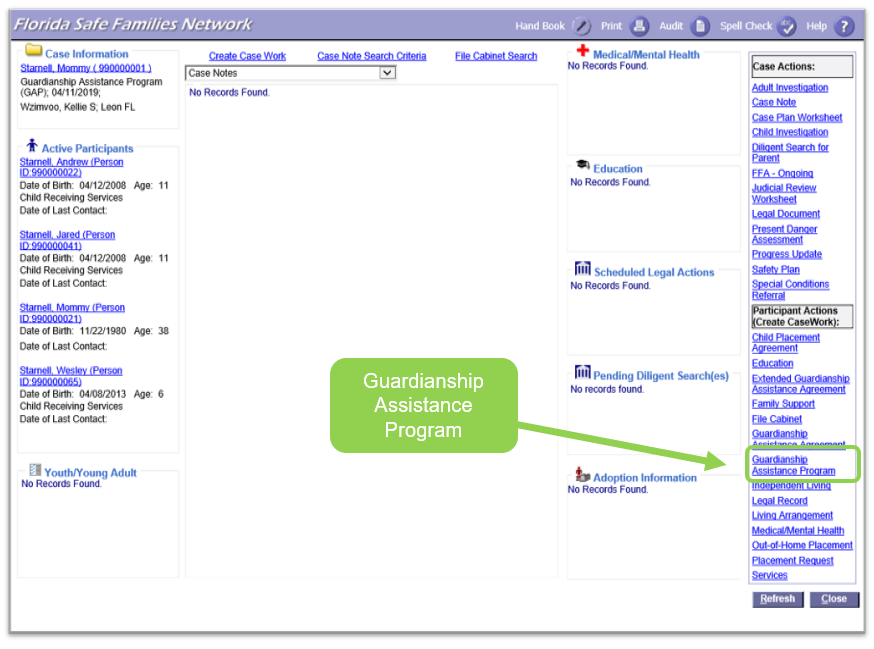 Florida Safe Families Network
Hand Book Print Audit Spell Check Help ?
Case Information
Starnell, Mommy ( 990000001 )
Guardianship Assistance Program
(GAP); 04/11/2019;
Wzimvoo, Kellie S; Leon FL
Active Participants
Starnell, Andrew (Person
ID:990000022)
Date of Birth: 04/12/2008 Age: 11
Child Receiving Services
Date of Last Contact:
Starnell, Jared (Person
ID:990000041)
Date of Birth: 04/12/2008 Age: 11
Child Receiving Services
Date of Last Contact:
Starnell, Mommy (Person
ID:990000021)
Date of Birth: 11/22/1980 Age: 38
Date of Last Contact:
Starnell, Wesley (Person
ID:990000065)
Date of Birth: 04/08/2013 Age: 6
Child Receiving Services
Date of Last Contact:
Youth/Young Adult
No Records Found.
Create Case Work Case Note Search Criteria File Cabinet Search
Case Notes
No Records Found.
Guardianship
Assistance
Program
Medical/Mental Health
No Records Found.
Education
No Records Found.
Scheduled Legal Actions
No Records Found.
Pending Diligent Search(es)
No records found.
Adoption Information
No Records Found.
Case Actions:
Adult Investigation
Case Note
Case Plan Worksheet
Child Investigation
Diligent Search for
Parent
FFA - Ongoing
Judicial Review
Worksheet
Legal Document
Present Danger
Assessment
Progress Update
Safety Plan
Special Conditions
Referral
Participant Actions
(Create CaseWork):
Child Placement
Agreement
Education
Extended Guardianship
Assistance Agreement
Family Support
File Cabinet
Guardianship
Assistance Agreement
Guardianship
Assistance Program
Independent Living
Legal Record
Living Arrangement
Medical/Mental Health
Out-of-Home Placement
Placement Request
Services
Refresh Close